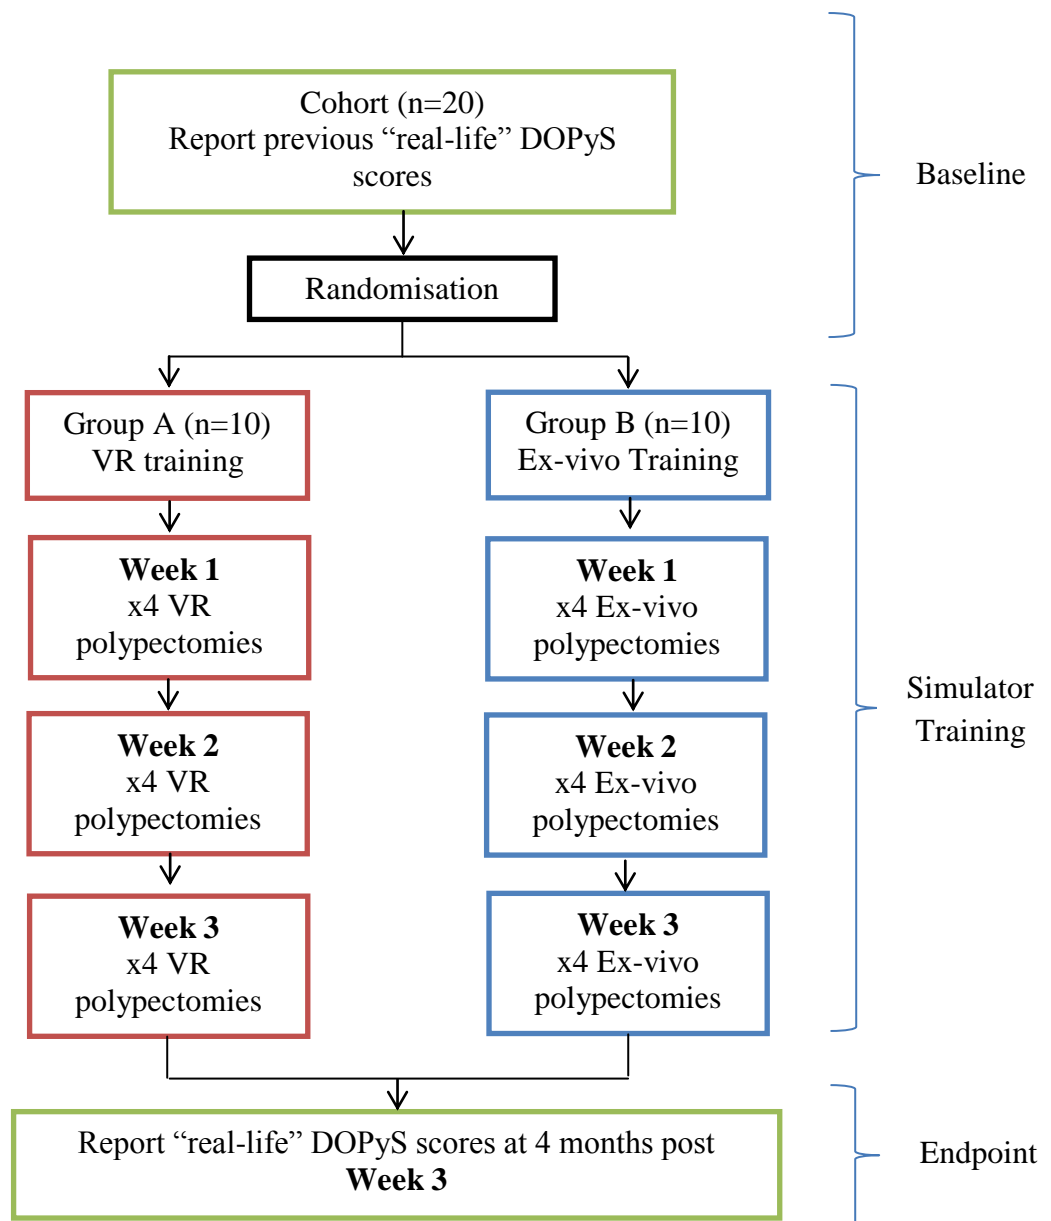 Cohort (n=20)
Report previous “real-life” DOPyS
scores
Baseline
Randomisation
Group A (n=10)
VR training
Group B (n=10)
Ex-vivo Training
Week 1
x4 VR
polypectomies
Week 1
x4 Ex-vivo
polypectomies
Week 2
x4 VR
polypectomies
Week 2
x4 Ex-vivo
polypectomies
Simulator
Training
Week 3
x4 VR
polypectomies
Week 3
x4 Ex-vivo
polypectomies
Report “real-life” DOPyS scores at 4 months post
Week 3
Endpoint